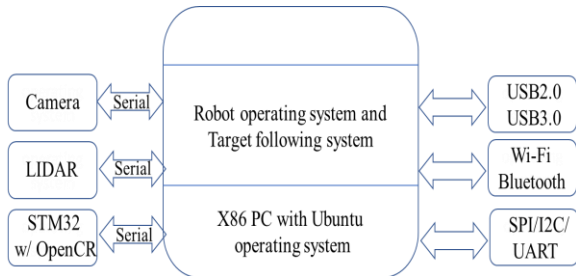 Camera
Serial
LIDAR
Serial
STM32
w/ OpenCR
Serial
Robot operating system and
Target following system
X86 PC with Ubuntu
operating system
USB2.0
USB3.0
Wi-Fi
Bluetooth
SPI/I2C/
UART